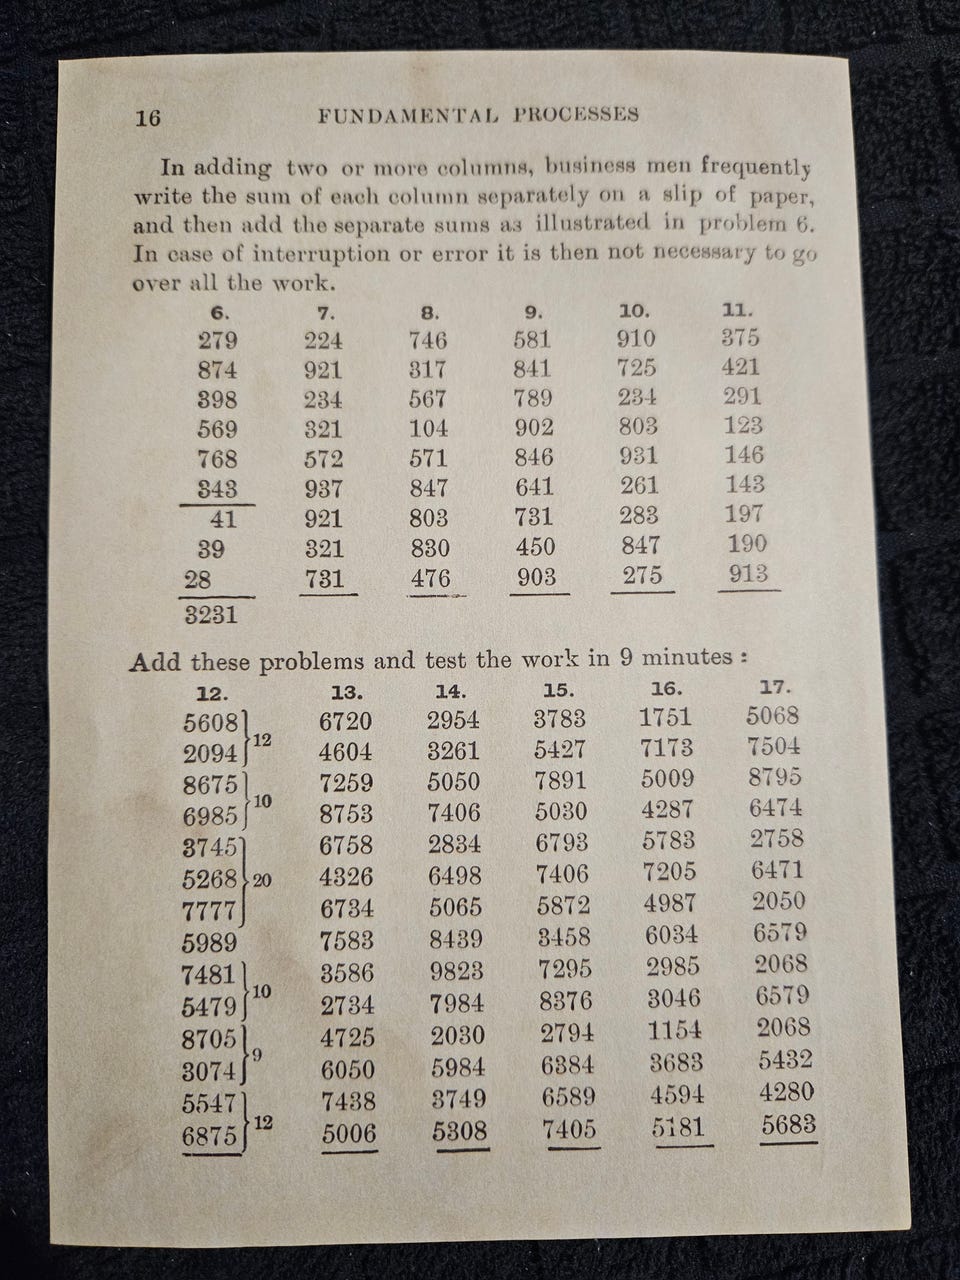 16 FUNDAMENTAL PROCESSES
In adding two or more columns, business men frequently
write the sum of each column separately on a slip of paper,
and then add the separate sums as illustrated in problem 6.
In case of interruption or error it is then not necessary to go
over all the work.
6. 7. 8. 9. 10. 11.
279 224 746 581 910 375
874 921 317 841 725 421
398 234 567 789 234 291
569 321 104 902 803 123
768 572 571 846 931 146
343 937 847 641 261 143
41 921 803 731 283 197
39 321 830 450 847 190
28 731 476 903 275 913
3231
Add these problems and test the work in 9 minutes :
12. 13. 14. 15. 16. 17.
5608 6720 2954 3783 1751 5068
12
2094 4604 3261 5427 7173 7504
8675 7259 5050 7891 5009 8795
10
6985 8753 7406 5030 4287 6474
3745 6758 2834 6793 5783 2758
5268 20 4326 6498 7406 7205 6471
7777 6734 5065 5872 4987 2050
5989 7583 8439 3458 6034 6579
7481 3586 9823 7295 2985 2068
10
5479 2734 7984 8376 3046 6579
8705 4725 2030 2794 1154 2068
9
3074 6050 5984 6384 3683 5432
5547 7438 3749 6589 4594 4280
12
6875 5006 5308 7405 5181 5683